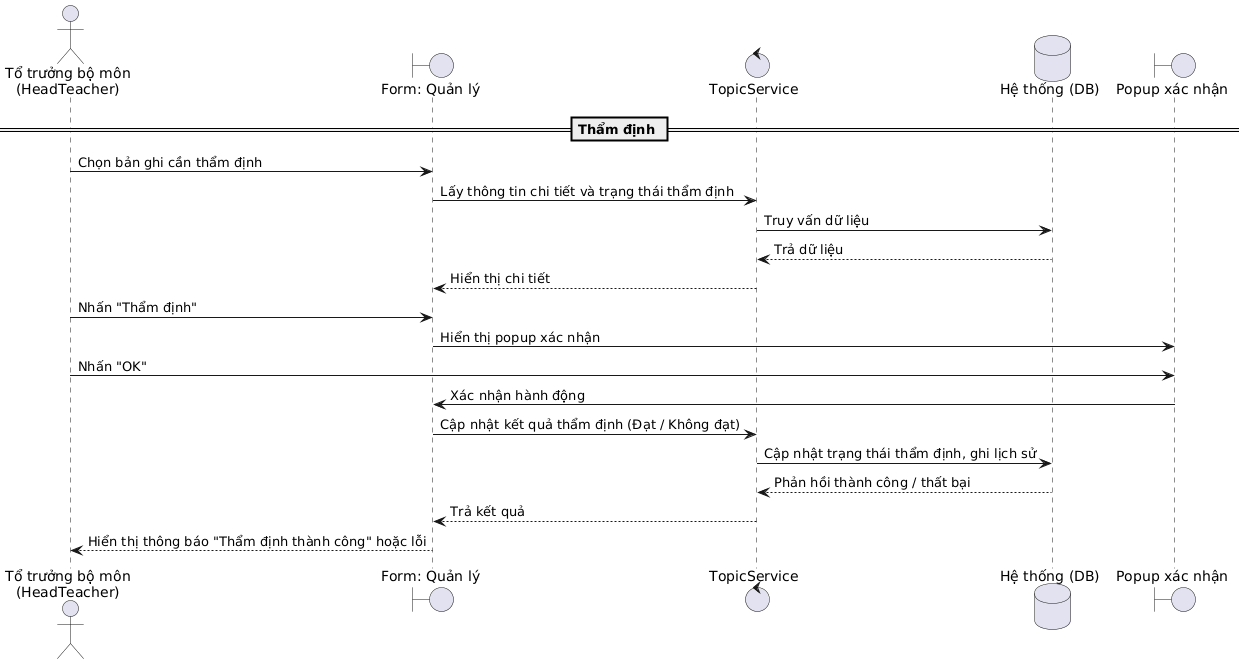 Tổ trưởng bộ môn
(HeadTeacher)
Form: Quản lý
TopicService
Hệ thống (DB)
Popup xác nhận
Thẩm định
Chọn bản ghi cần thẩm định
Lấy thông tin chi tiết và trạng thái thẩm định
Truy vấn dữ liệu
Trả dữ liệu
Hiển thị chi tiết
Nhấn "Thẩm định"
Hiển thị popup xác nhận
Nhấn "OK"
Xác nhận hành động
Cập nhật kết quả thẩm định (Đạt / Không đạt)
Cập nhật trạng thái thẩm định, ghi lịch sử
Phản hồi thành công / thất bại
Trả kết quả
Hiển thị thông báo "Thẩm định thành công" hoặc lỗi
Tổ trưởng bộ môn
(HeadTeacher)
Form: Quản lý
TopicService
Hệ thống (DB)
Popup xác nhận